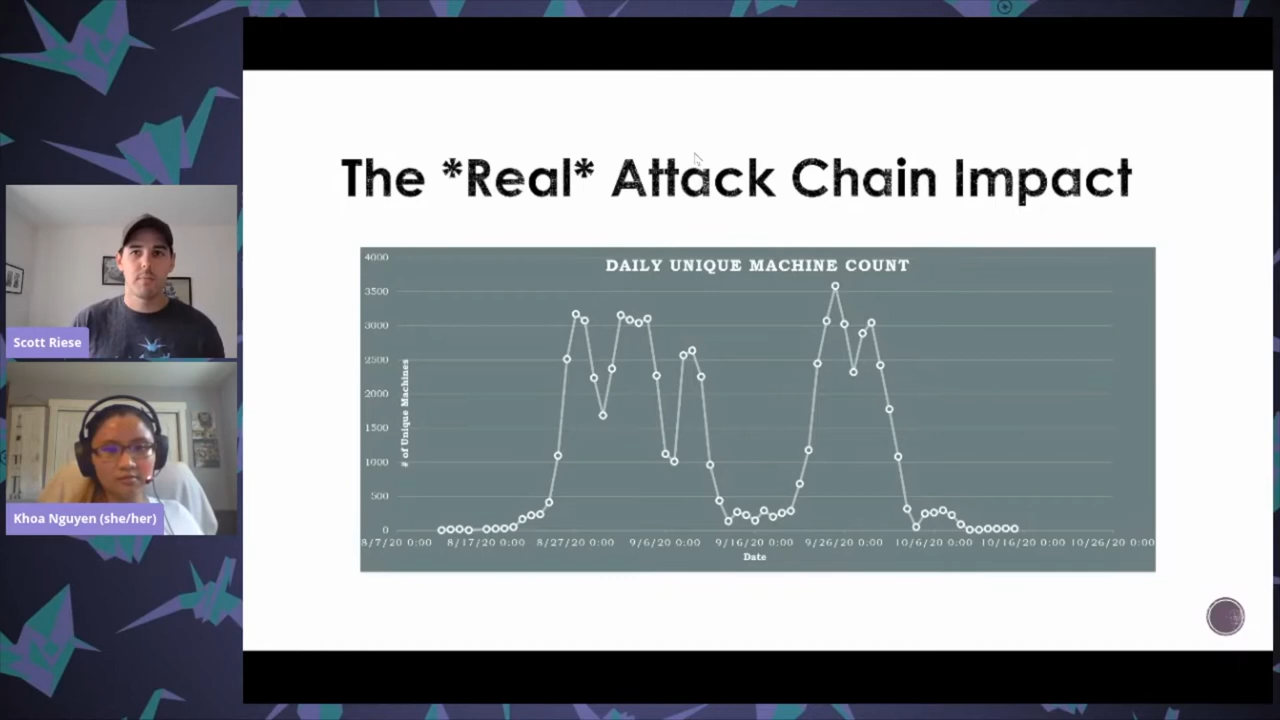 The *Real* Attack Chain Impact
DAILY UNIQUE MACHINE COUNT
4000
3500
3000
2500
2000
1500
1000
500
0
# of Unique Machines
8/7/20 0:00 8/17/20 0:00 8/27/20 0:00 9/6/20 0:00 9/16/20 0:00 9/26/20 0:00 10/6/20 0:00 10/16/20 0:00 10/26/20 0:00
Date
Scott Riese
Khoa Nguyen (she/her)